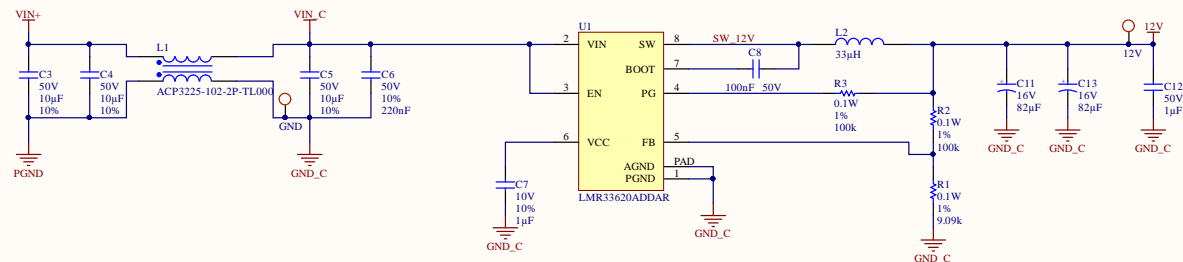 VIN+
L1
C3
50V
10µF
10%
C4
50V
10µF
10%
ACP3225-102-2P-TL000
GND
PGND
VIN_C
C5
50V
10µF
10%
C6
50V
10%
220nF
GND_C
U1
2
VIN
3
EN
6
VCC
SW
8
BOOT
7
PG
4
FB
5
AGND
PAD
PGND
1
LMR33620ADDAR
C7
10V
10%
1µF
GND_C
GND_C
SW_12V
C8
100nF
50V
L2
33µH
R3
0.1W
1%
100k
R2
0.1W
1%
100k
R1
0.1W
1%
9.09k
GND_C
C11
16V
82µF
GND_C
C13
16V
82µF
GND_C
12V
12V
C12
50V
1µF
GND_C